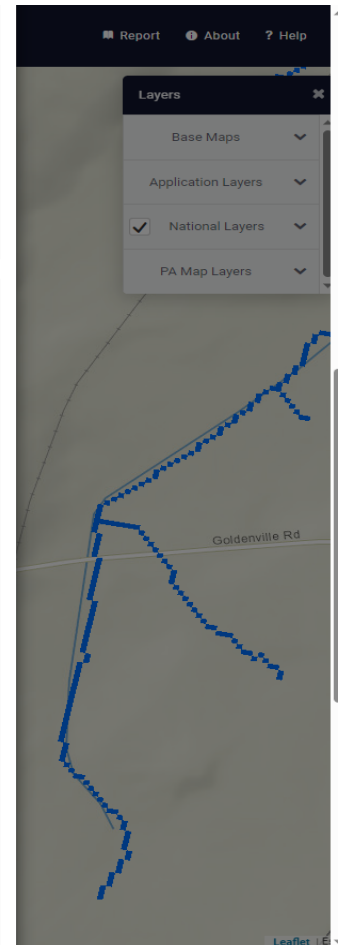 Report About ? Help
Layers
Base Maps
Application Layers
National Layers
PA Map Layers
Goldenville Rd
Leaflet | E